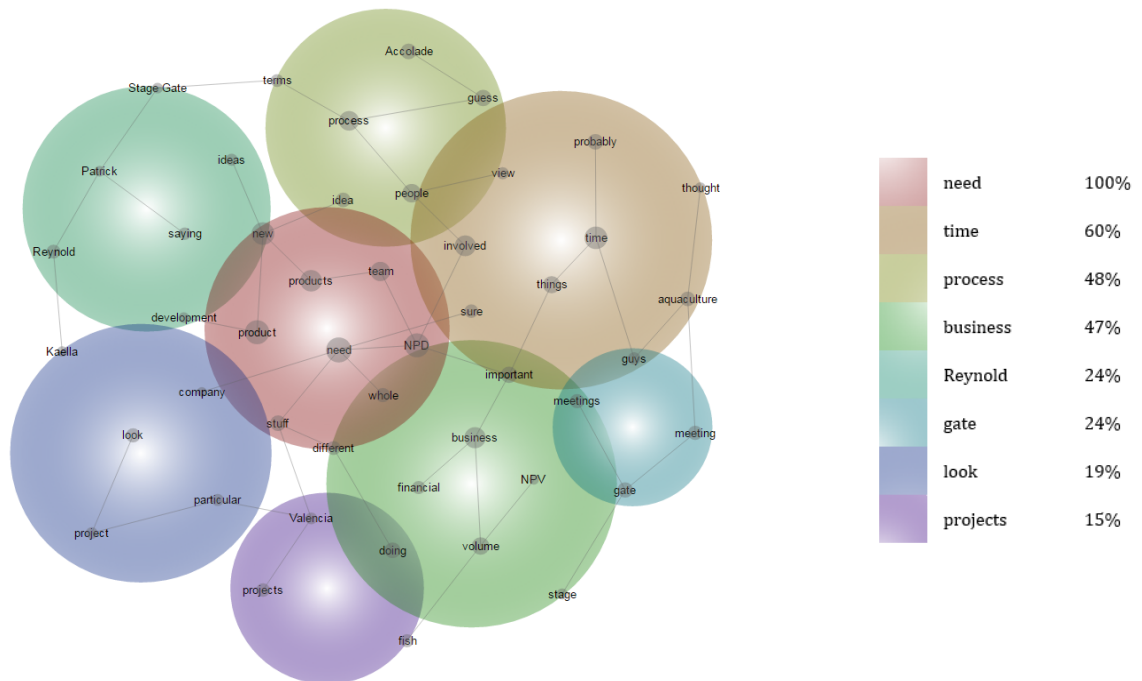 Accolade
terms
Stage Gate
guess
process
probably
ideas
Patrick
view
thought
people
idea
saying
new
time
involved
Reynold
team
products
things
aquaculture
sure
development
product
NPD
need
Kaella
guys
important
company
whole
meetings
stuff
look
business
meeting
different
financial
NPV
gate
particular
Valencia
project
volume
doing
projects
stage
fish
need 100%
time 60%
process 48%
business 47%
Reynold 24%
gate 24%
look 19%
projects 15%